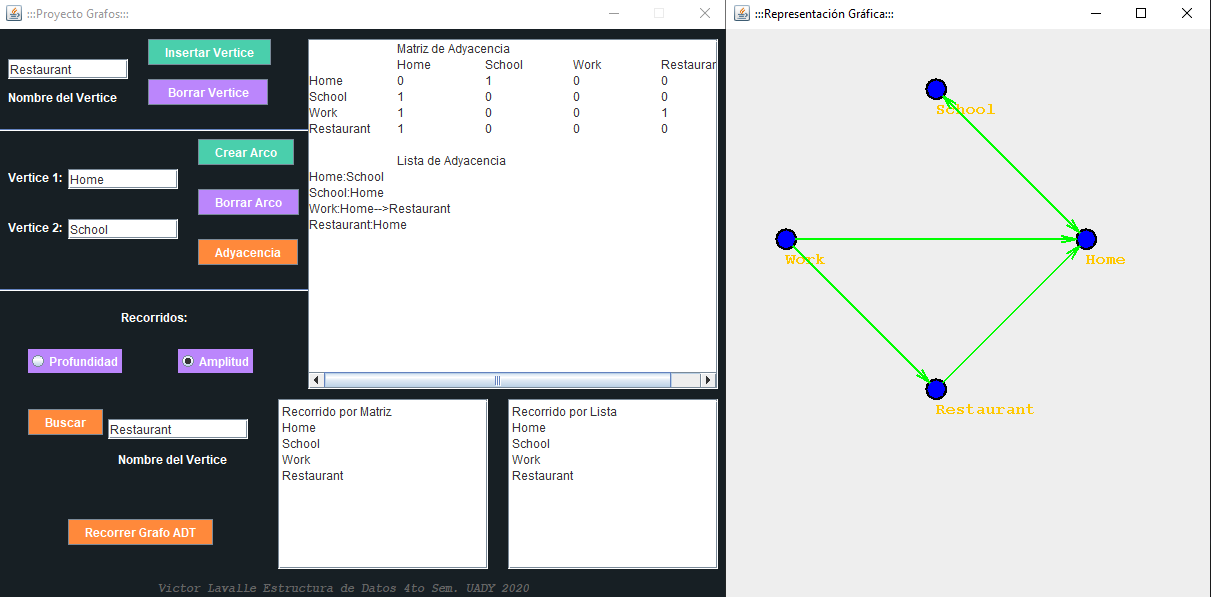 :::Proyecto Grafos:::
Restaurant
Nombre del Vertice
Insertar Vertice
Borrar Vertice
Vertice 1: Home
Vertice 2: School
Crear Arco
Borrar Arco
Adyacencia
Recorridos:
Profundidad Amplitud
Buscar Restaurant
Nombre del Vertice
Recorrer Grafo ADT
Matriz de Adyacencia
Home School Work Restaurar
Home 0 1 0 0
School 1 0 0 0
Work 1 0 0 1
Restaurant 1 0 0 0
Lista de Adyacencia
Home:School
School:Home
Work:Home-->Restaurant
Restaurant:Home
Recorrido por Matriz
Home
School
Work
Restaurant
Recorrido por Lista
Home
School
Work
Restaurant
Victor Lavalle Estructura de Datos 4to Sem. UADY 2020
:::Representación Gráfica:::
School
Work
Home
Restaurant